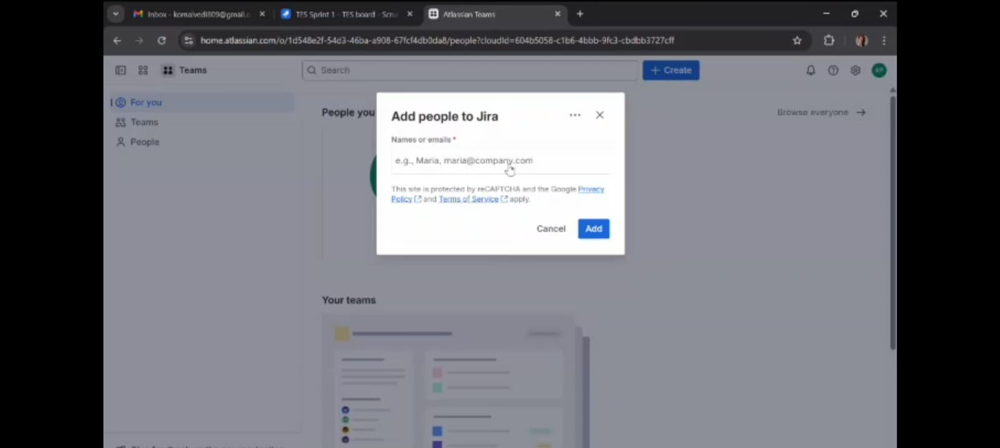 Inbox - komalvedi809@gmail.c
TES Sprint 1 - TES board - Scru
Atlassian Teams
home.atlassian.com/o/1d548e2f-54d3-46ba-a908-67fcf4db0da8/people?cloudId=604b5058-c1b6-4bbb-9fc3-cbdbb3727cff
Teams
Search
+ Create
For you
Teams
People
People you
Browse everyone →
Add people to Jira
Names or emails *
e.g., Maria, maria@company.com
This site is protected by reCAPTCHA and the Google Privacy
Policy and Terms of Service apply.
Cancel
Add
Your teams